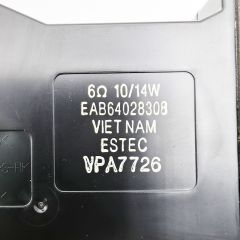 6Ω 10/14W
EAB64028308
VIET NAM
ESTEC
VPA7726